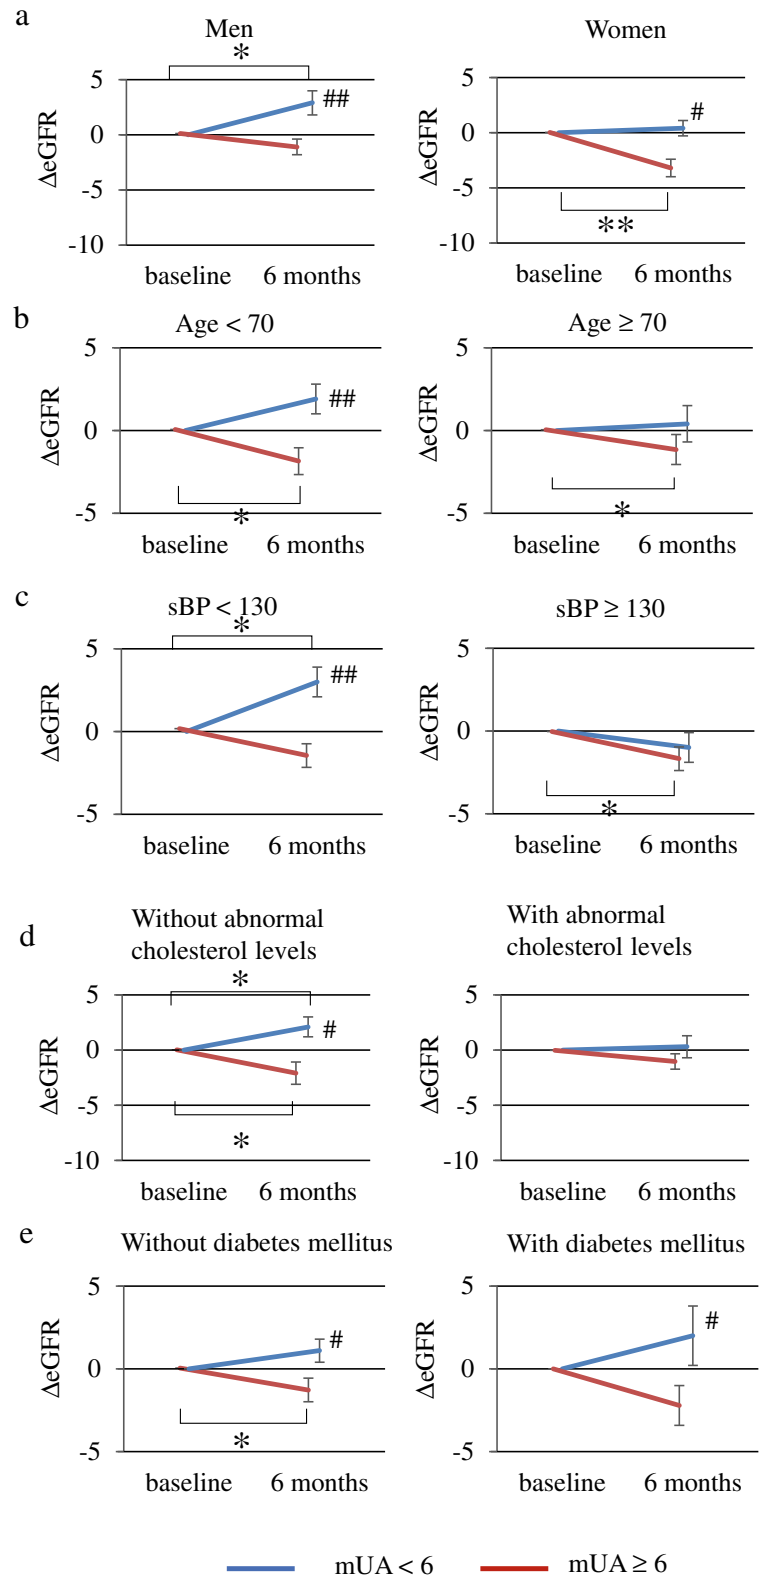 a
Men
Women
*
5
0
-5
-10
ΔeGFR
##
baseline
6 months
5
0
-5
-10
ΔeGFR
#
**
baseline
6 months
b
Age < 70
Age ≥ 70
5
0
-5
ΔeGFR
##
*
baseline
6 months
5
0
-5
ΔeGFR
*
baseline
6 months
c
sBP < 130
sBP ≥ 130
*
5
0
-5
ΔeGFR
##
baseline
6 months
5
0
-5
ΔeGFR
*
baseline
6 months
d
Without abnormal
cholesterol levels
With abnormal
cholesterol levels
*
5
0
-5
-10
ΔeGFR
#
*
baseline
6 months
5
0
-5
-10
ΔeGFR
baseline
6 months
e
Without diabetes mellitus
With diabetes mellitus
5
0
-5
ΔeGFR
#
*
baseline
6 months
5
0
-5
ΔeGFR
#
baseline
6 months
mUA < 6
mUA ≥ 6